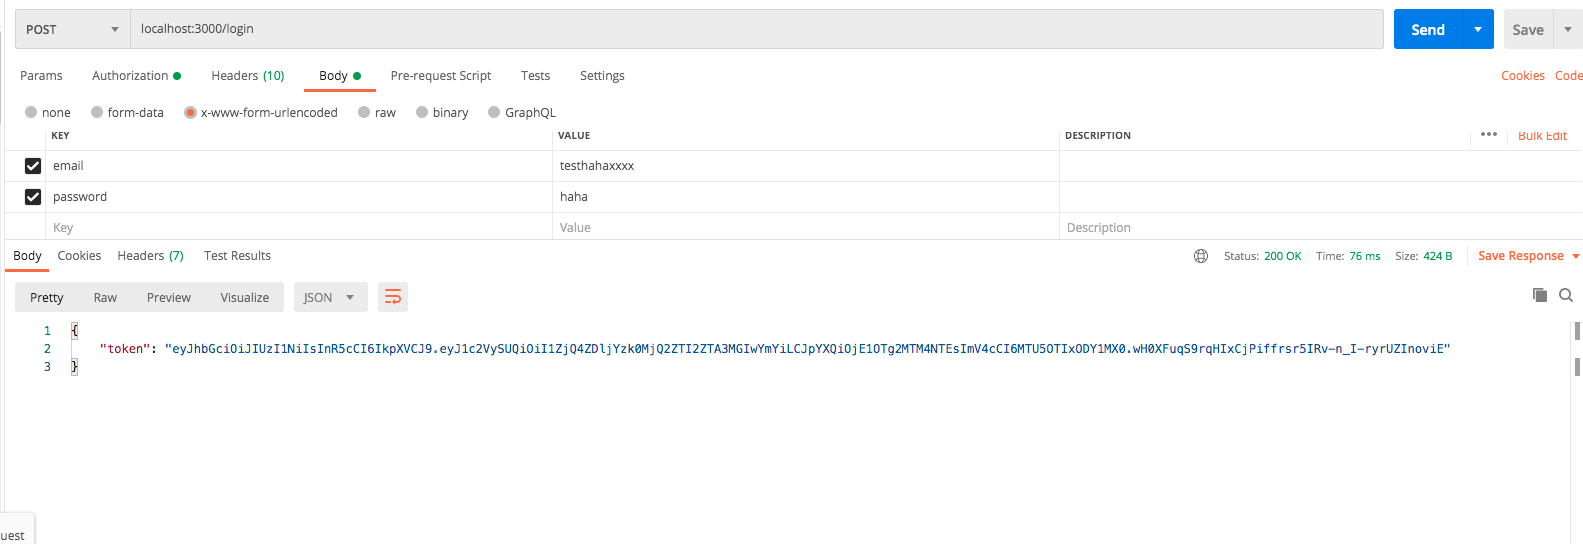 POST localhost:3000/login Send Save
Params Authorization Headers (10) Body Pre-request Script Tests Settings Cookies Code
none form-data x-www-form-urlencoded raw binary GraphQL
KEY VALUE DESCRIPTION ••• Bulk Edit
email testhahaxxxx
password haha
Key Value Description
Body Cookies Headers (7) Test Results Status: 200 OK Time: 76 ms Size: 424 B Save Response
Pretty Raw Preview Visualize JSON
1 {
2 "token": "eyJhbGciOiJIUzI1NiIsInR5cCI6IkpXVCJ9.eyJ1c2VySUQiOiI1ZjQ4ZDljYzk0MjQ2ZTI2ZTA3MGIwYmYiLCJpYXQiOjE1OTg2MTM4NTEsImV4cCI6MTU5OTIxODY1MX0.wH0XFuqS9rqHIxCjPiffrsr5IRv-n_I-ryrUZInoviE"
3 }
uest